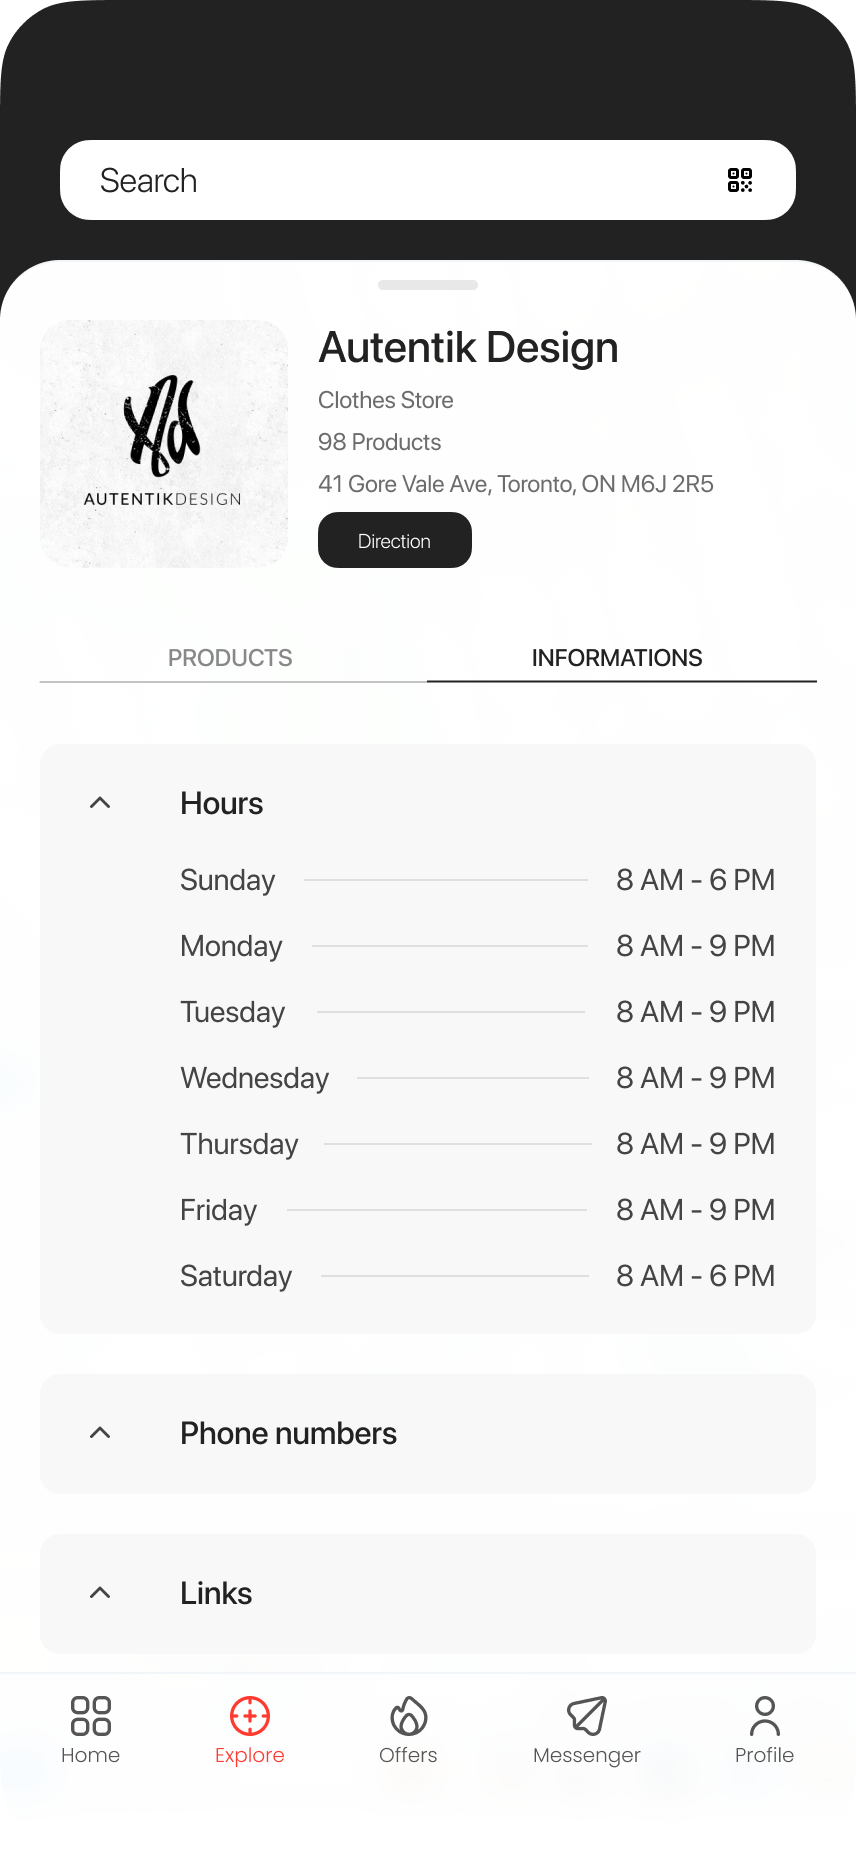 Search
Autentik Design
Clothes Store
98 Products
41 Gore Vale Ave, Toronto, ON M6J 2R5
Direction
AUTENTIKDESIGN
PRODUCTS
INFORMATIONS
Hours
Sunday 8 AM - 6 PM
Monday 8 AM - 9 PM
Tuesday 8 AM - 9 PM
Wednesday 8 AM - 9 PM
Thursday 8 AM - 9 PM
Friday 8 AM - 9 PM
Saturday 8 AM - 6 PM
Phone numbers
Links
Home
Explore
Offers
Messenger
Profile